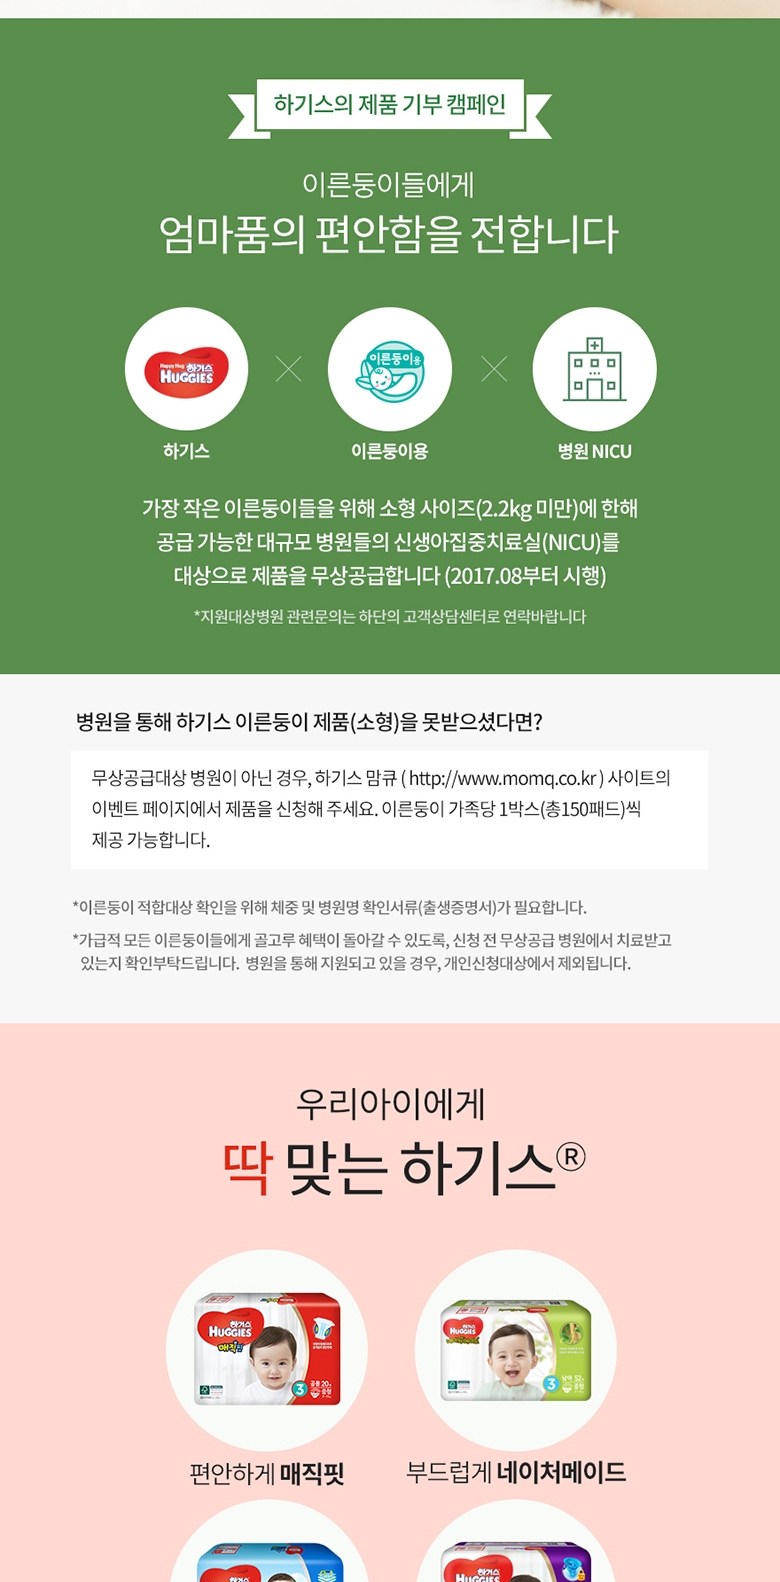 하기스의 제품 기부 캠페인
이른둥이들에게
엄마품의 편안함을 전합니다
Happy Hug 하기스
HUGGIES
이른둥이용
하기스
이른둥이용
병원 NICU
가장 작은 이른둥이들을 위해 소형 사이즈(2.2kg 미만)에 한해
공급 가능한 대규모 병원들의 신생아집중치료실(NICU)를
대상으로 제품을 무상공급합니다 (2017.08부터 시행)
*지원대상병원 관련문의는 하단의 고객상담센터로 연락바랍니다
병원을 통해 하기스 이른둥이 제품(소형)을 못받으셨다면?
무상공급대상 병원이 아닌 경우, 하기스 맘큐 ( http://www.momq.co.kr ) 사이트의
이벤트 페이지에서 제품을 신청해 주세요. 이른둥이 가족당 1박스(총150패드)씩
제공 가능합니다.
*이른둥이 적합대상 확인을 위해 체중 및 병원명 확인서류(출생증명서)가 필요합니다.
*가급적 모든 이른둥이들에게 골고루 혜택이 돌아갈 수 있도록, 신청 전 무상공급 병원에서 치료받고
있는지 확인부탁드립니다. 병원을 통해 지원되고 있을 경우, 개인신청대상에서 제외됩니다.
우리아이에게
딱 맞는 하기스®
하기스
HUGGIES
매직핏
3
공용 20
중형
하기스
HUGGIES
3
남아 52
중형
편안하게 매직핏
부드럽게 네이처메이드
하기스
하기스
HUGGIES